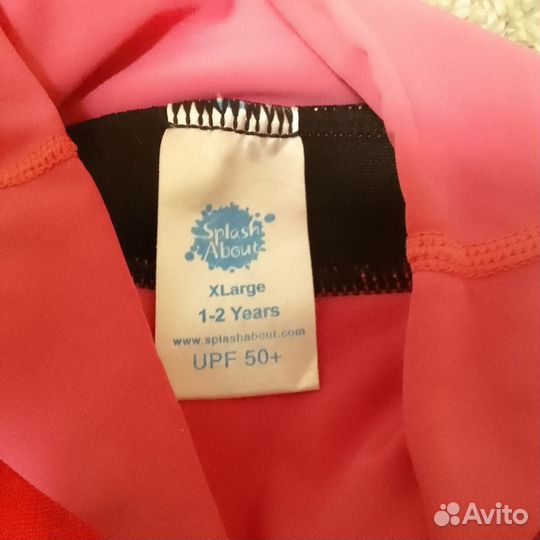 Splash
About
XLarge
1-2 Years
www.splashabout.com
UPF 50+
Avito